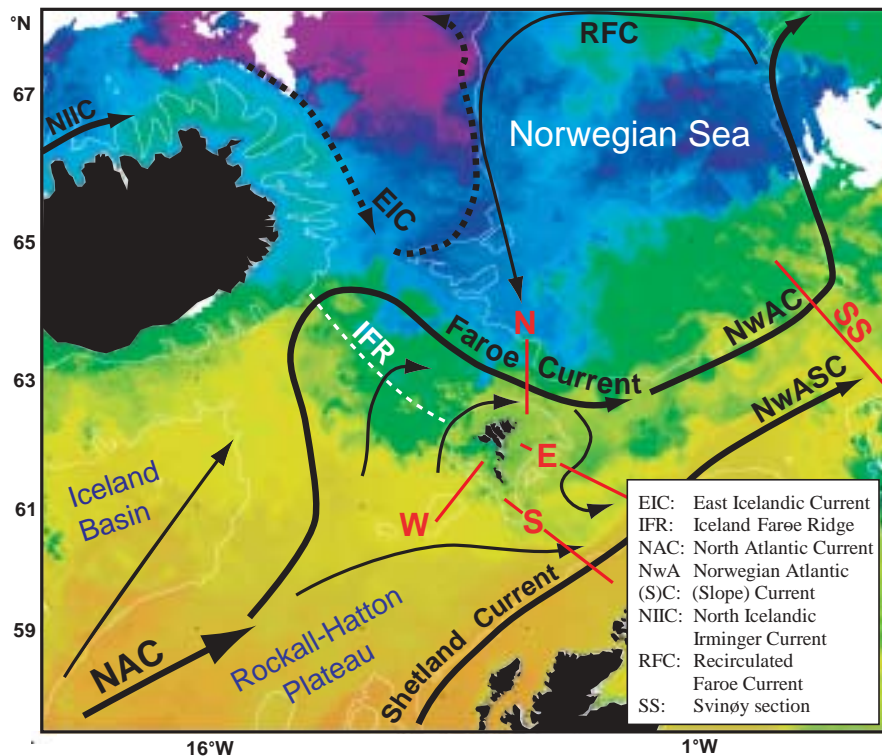 °N
RFC
67
NIIC
Norwegian Sea
EIC
65
N
NwAC
SS
IFR
Faroe Current
63
NwASC
E
Iceland
Basin
61
W
S
EIC: East Icelandic Current
IFR: Iceland Farøe Ridge
NAC: North Atlantic Current
NwA Norwegian Atlantic
(S)C: (Slope) Current
NIIC: North Icelandic
Irminger Current
RFC: Recirculated
Faroe Current
SS: Svinøy section
59
NAC
Rockall-Hatton
Plateau
Shetland Current
16°W
1°W